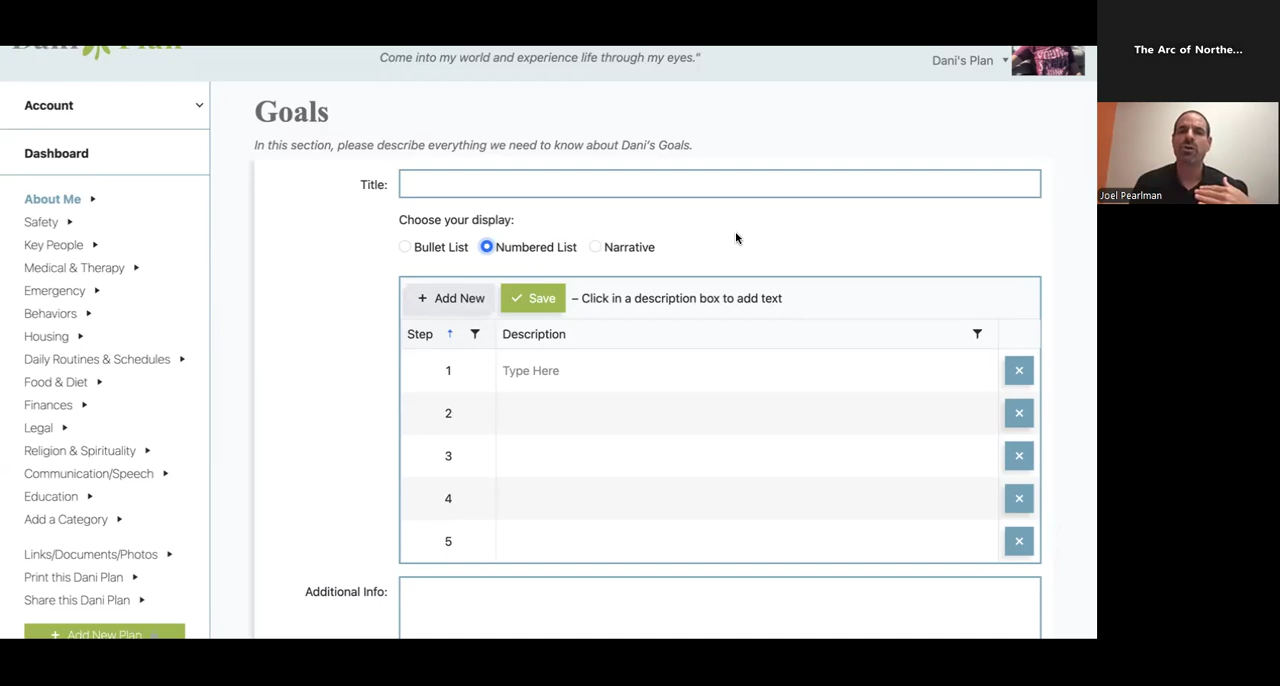 Dani Plan
Come into my world and experience life through my eyes."
Dani's Plan
The Arc of Northe...
Joel Pearlman
Account
Dashboard
About Me
Safety
Key People
Medical & Therapy
Emergency
Behaviors
Housing
Daily Routines & Schedules
Food & Diet
Finances
Legal
Religion & Spirituality
Communication/Speech
Education
Add a Category
Links/Documents/Photos
Print this Dani Plan
Share this Dani Plan
+ Add New Plan
Goals
In this section, please describe everything we need to know about Dani's Goals.
Title:
Choose your display:
Bullet List Numbered List Narrative
+ Add New Save – Click in a description box to add text
Step Description
1 Type Here
2
3
4
5
Additional Info: